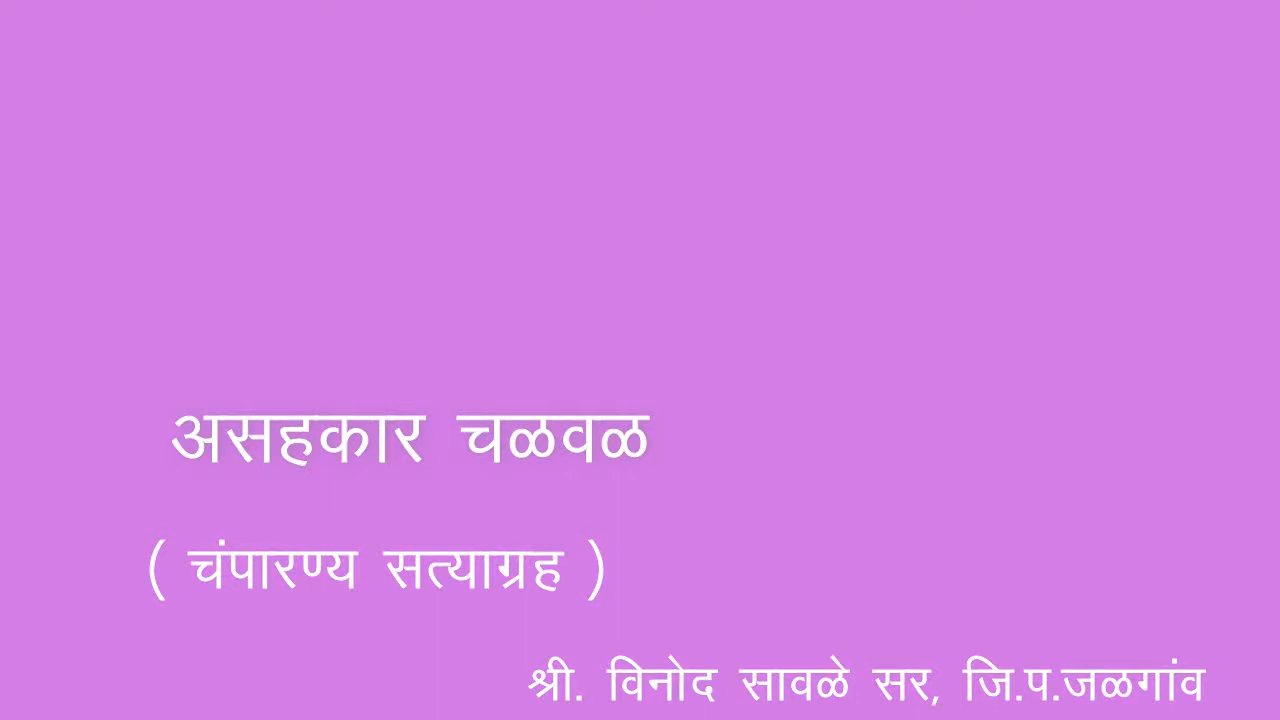 असहकार चळवळ
( चंपारण्य सत्याग्रह )
श्री. विनोद सावळे सर, जि.प.जळगांव